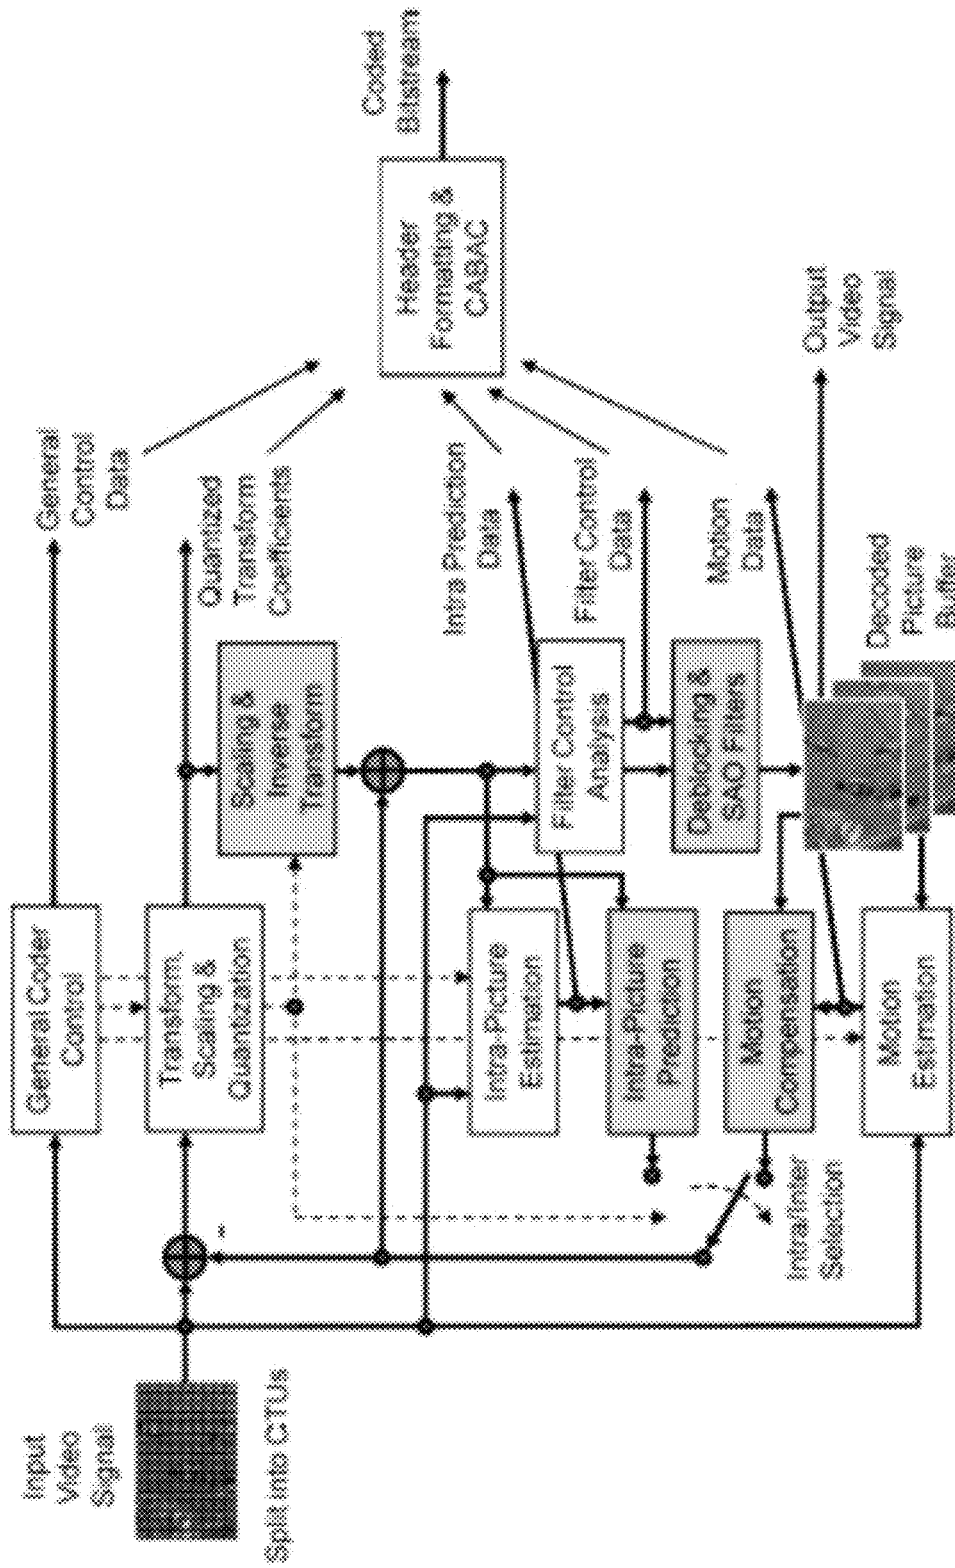 Input
Video
Signal
Split into CTUs
General Coder
Control
Transform,
Scaling &
Quantization
General
Control
Data
Quantized
Transform
Coefficients
Scaling &
Inverse
Transform
Intra-Picture
Estimation
Intra-Picture
Prediction
Filter Control
Analysis
Intra Prediction
Data
Filter Control
Data
Deblocking &
SAO Filters
Motion
Compensation
Motion
Estimation
Intra/Inter
Selection
Motion
Data
Decoded
Picture
Buffer
Output
Video
Signal
Header
Formatting &
CABAC
Coded
Bitstream
-